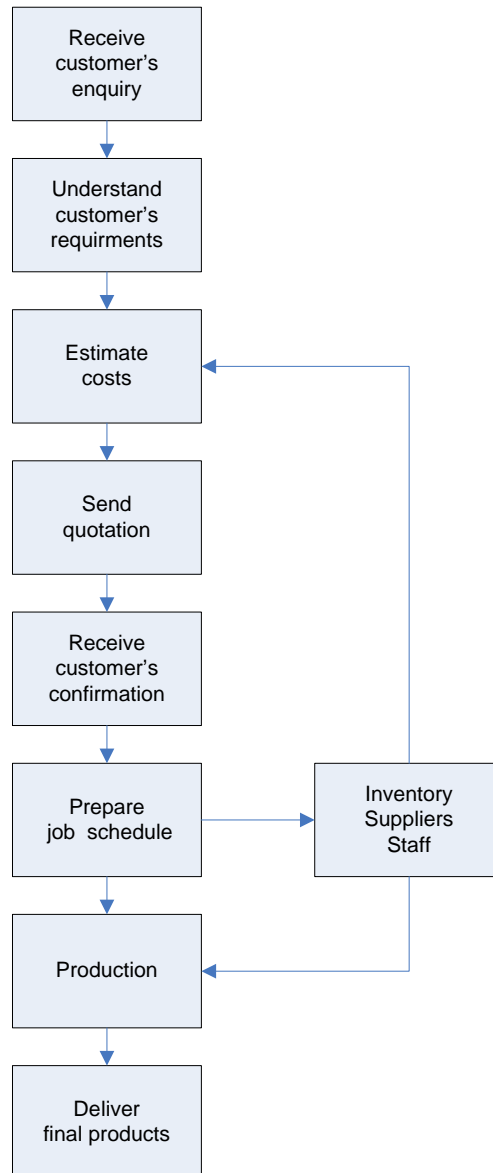 Receive
customer’s
enquiry
Understand
customer’s
requirments
Estimate
costs
Send
quotation
Receive
customer’s
confirmation
Prepare
job schedule
Inventory
Suppliers
Staff
Production
Deliver
final products